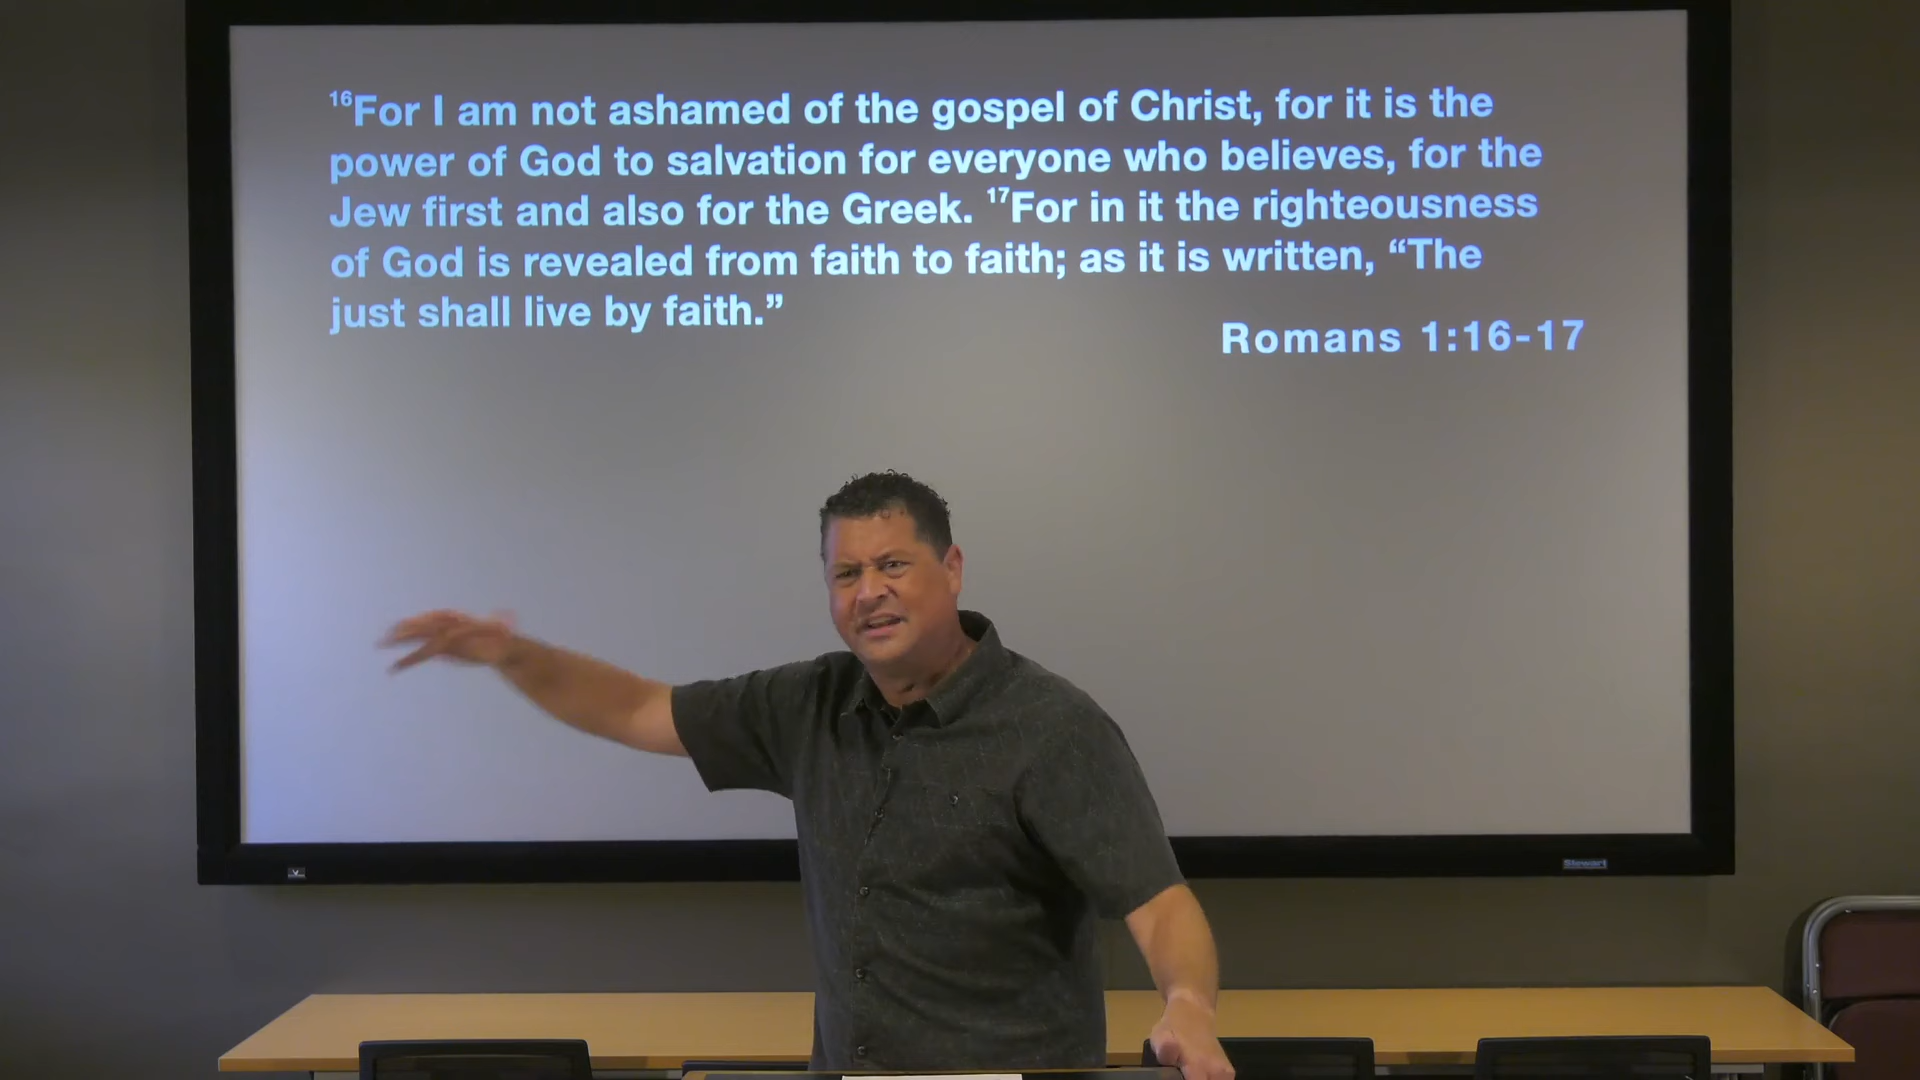 ¹⁶For I am not ashamed of the gospel of Christ, for it is the
power of God to salvation for everyone who believes, for the
Jew first and also for the Greek. ¹⁷For in it the righteousness
of God is revealed from faith to faith; as it is written, “The
just shall live by faith.”
Romans 1:16-17
Stewart